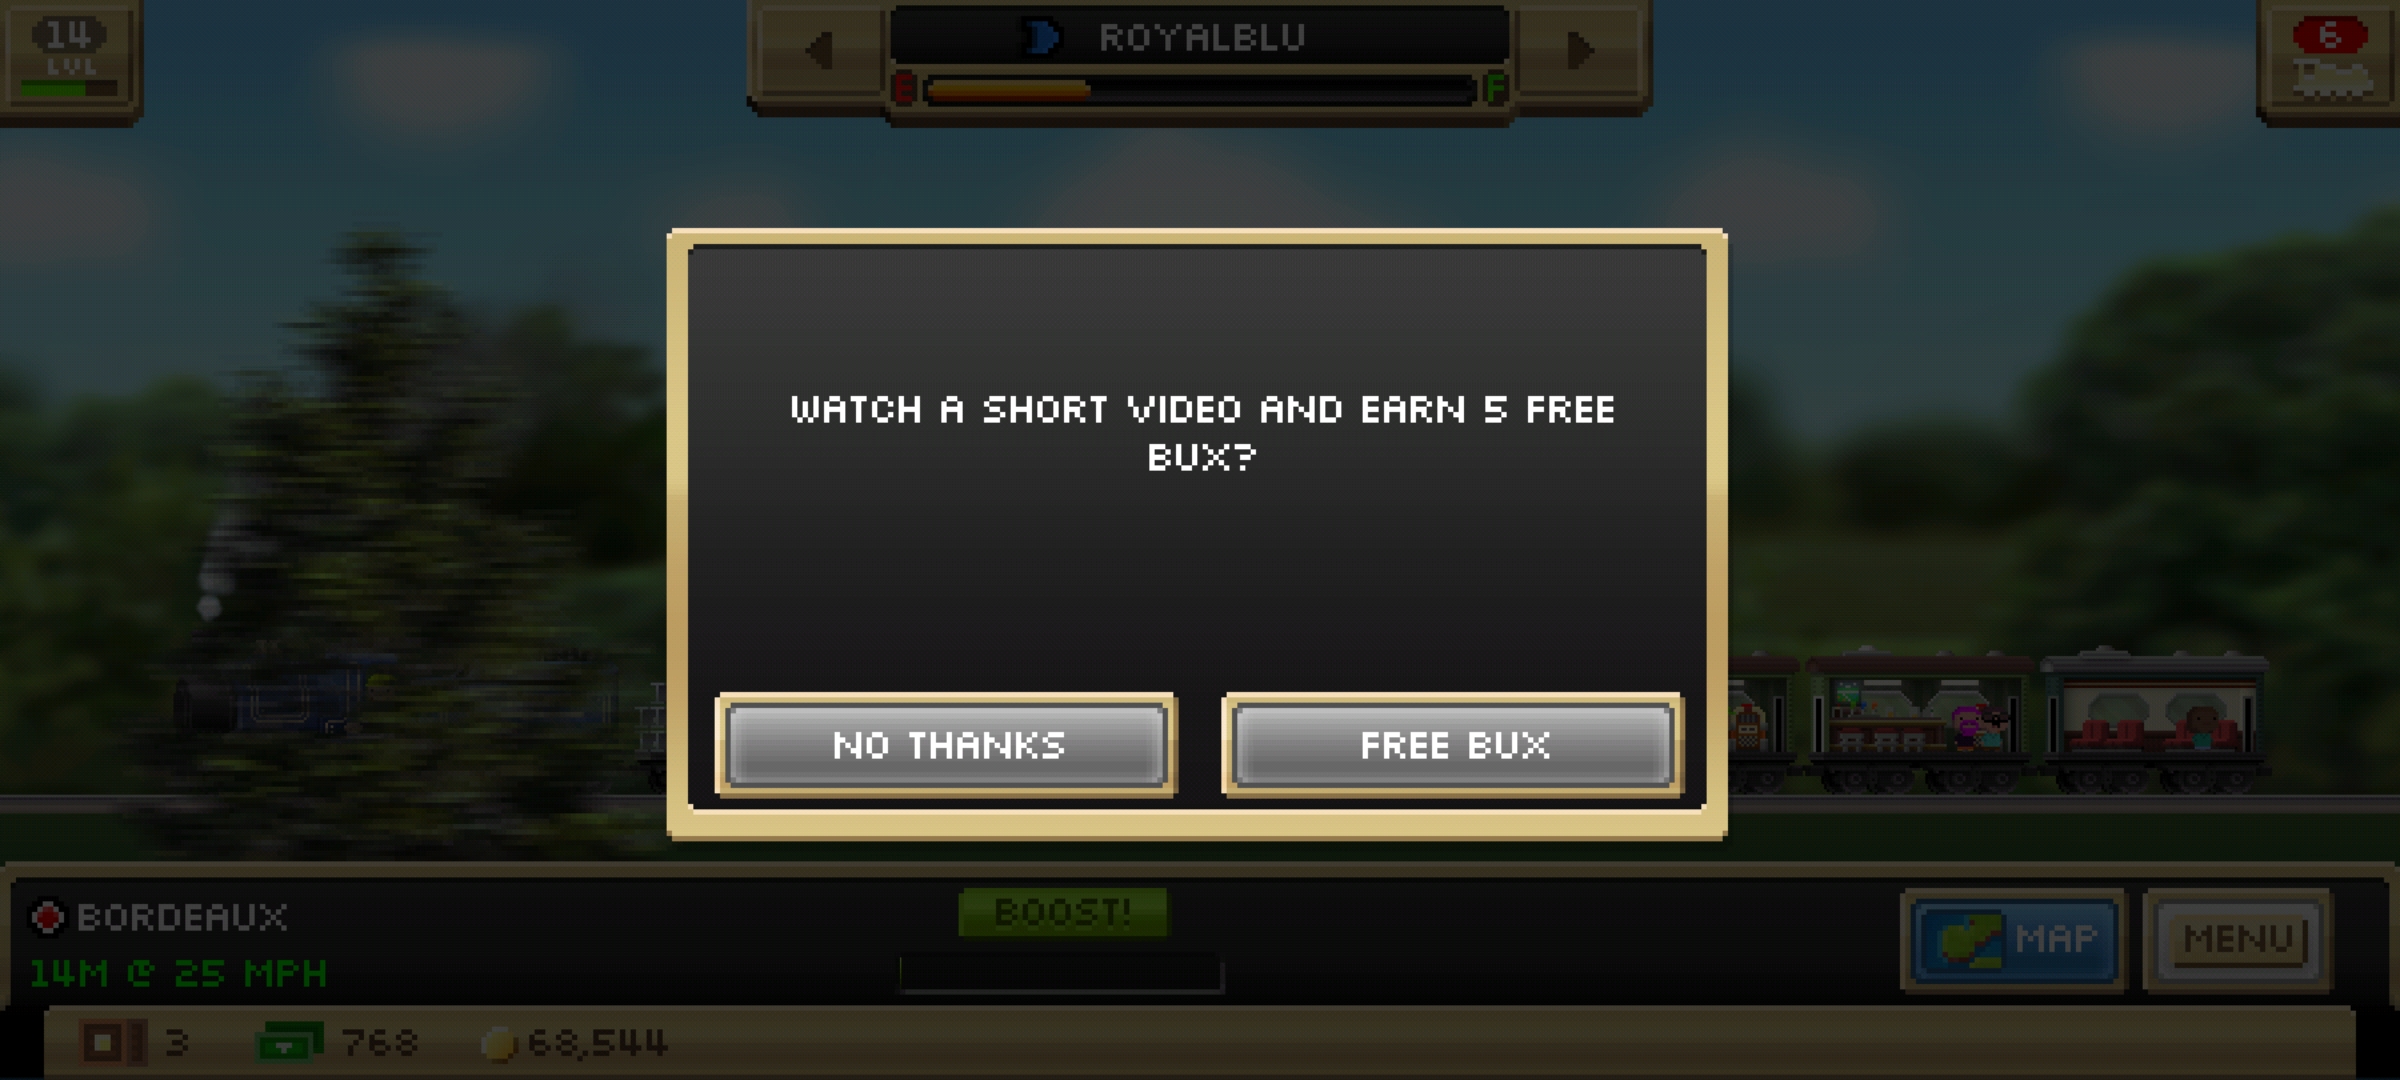 14
LVL
ROYALBLU
E F
6
WATCH A SHORT VIDEO AND EARN 5 FREE
BUX?
NO THANKS
FREE BUX
BORDEAUX
14M @ 25 MPH
BOOST!
MAP
MENU
3
768
68,544